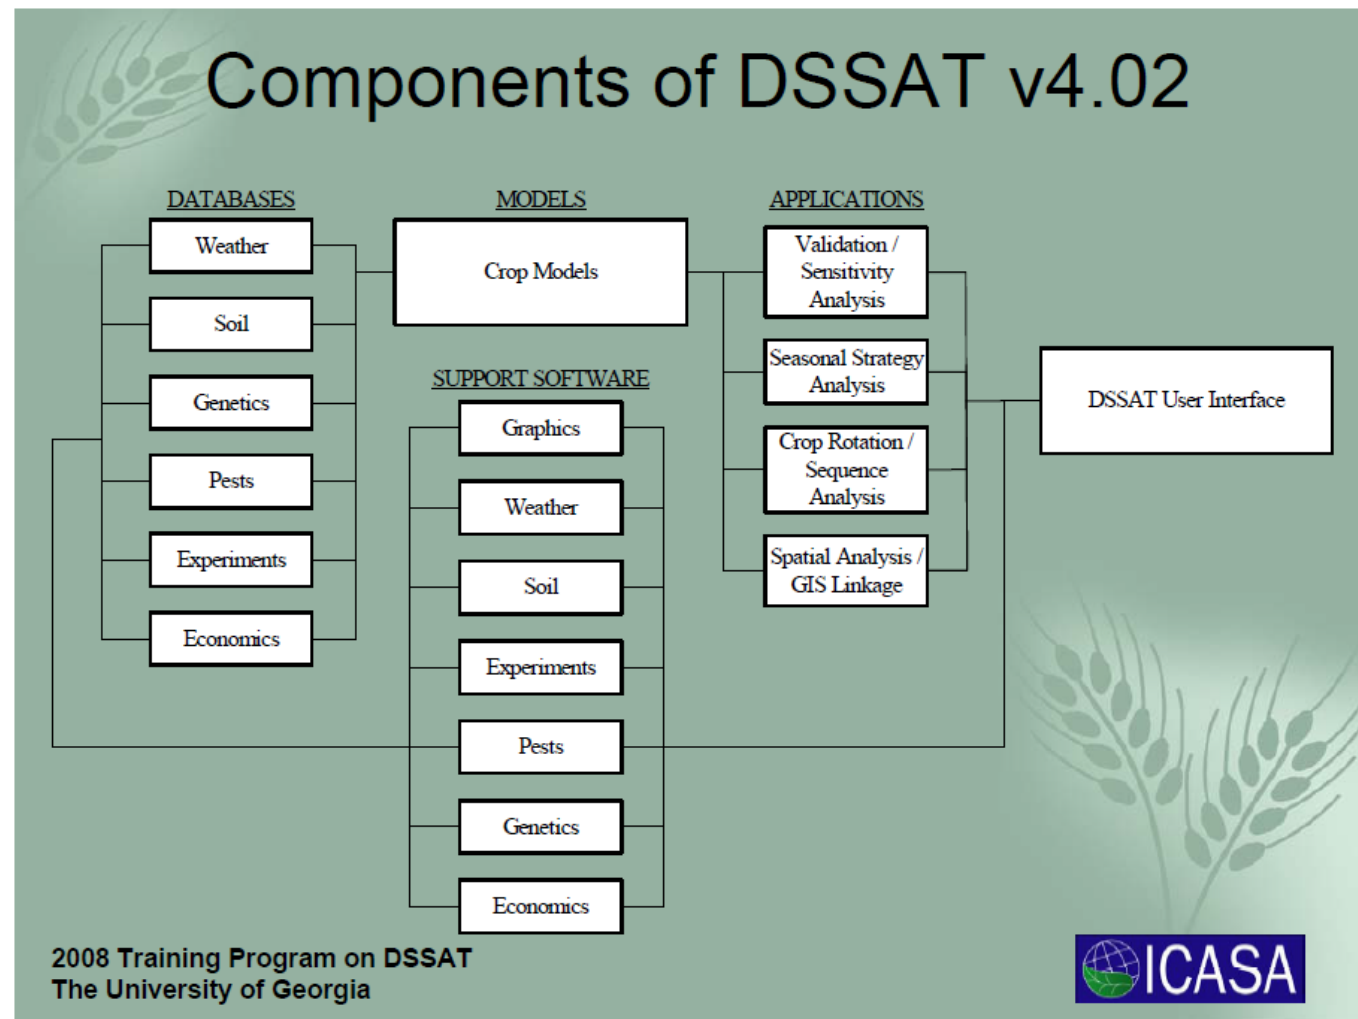 Components of DSSAT v4.02
DATABASES
Weather
Soil
Genetics
Pests
Experiments
Economics
MODELS
Crop Models
SUPPORT SOFTWARE
Graphics
Weather
Soil
Experiments
Pests
Genetics
Economics
APPLICATIONS
Validation /
Sensitivity
Analysis
Seasonal Strategy
Analysis
Crop Rotation /
Sequence
Analysis
Spatial Analysis /
GIS Linkage
DSSAT User Interface
2008 Training Program on DSSAT
The University of Georgia
ICASA